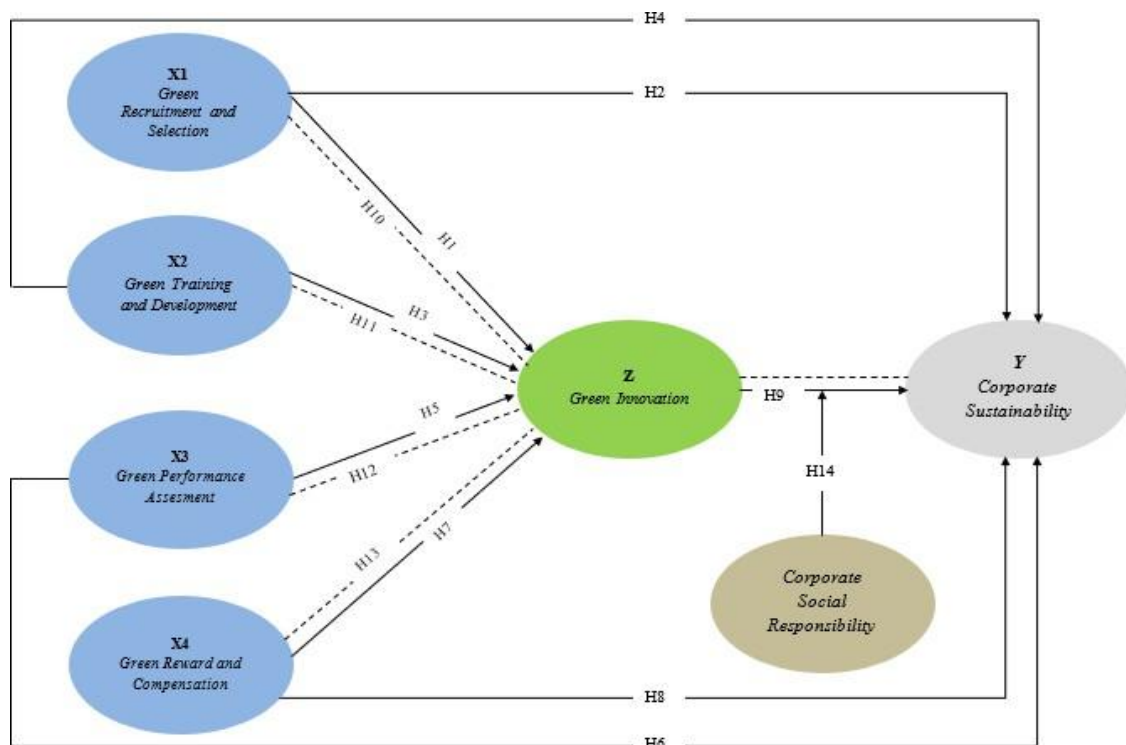 H4
X1
Green
Recruitment and
Selection
H2
H10
H1
X2
Green Training
and Development
H3
H11
Z
Green Innovation
Y
Corporate
Sustainability
H9
X3
Green Performance
Assesment
H5
H12
H14
H13
H7
Corporate
Social
Responsibility
X4
Green Reward and
Compensation
H8
H6